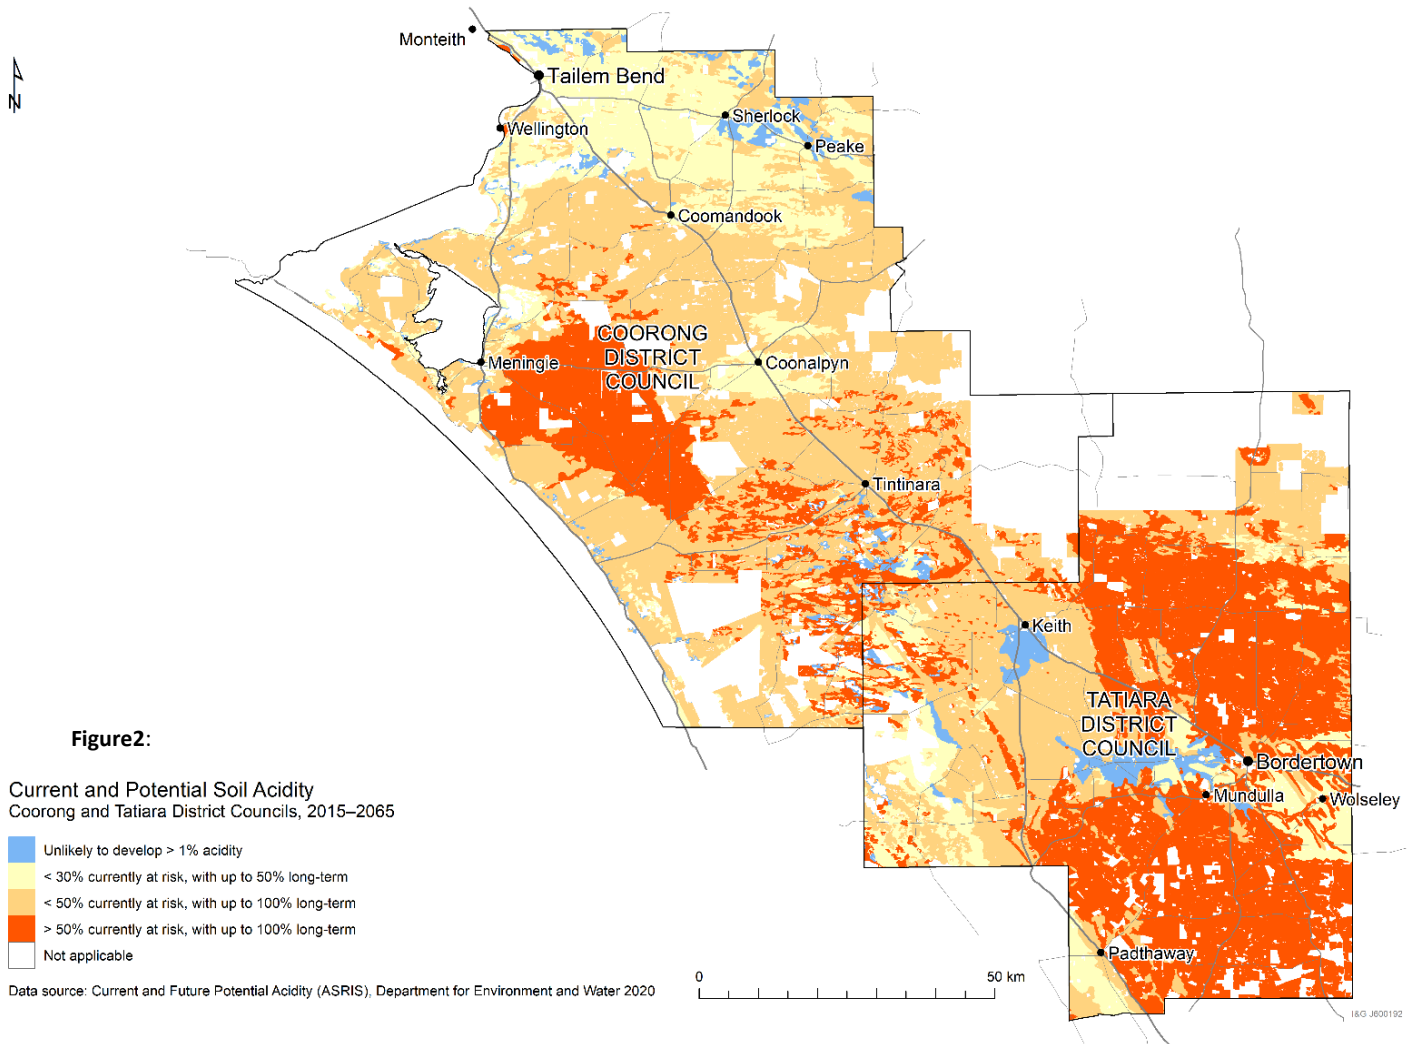 Monteith
Tailem Bend
Sherlock
Wellington
Peake
Coomandook
COORONG
DISTRICT
COUNCIL
Meningie
Coonalpyn
Tintinara
Keith
TATIARA
DISTRICT
COUNCIL
Bordertown
Mundulla
Wolseley
Padthaway
N
Figure2:
Current and Potential Soil Acidity
Coorong and Tatiara District Councils, 2015–2065
Unlikely to develop > 1% acidity
< 30% currently at risk, with up to 50% long-term
< 50% currently at risk, with up to 100% long-term
> 50% currently at risk, with up to 100% long-term
Not applicable
Data source: Current and Future Potential Acidity (ASRIS), Department for Environment and Water 2020
0 50 km
I&G J600192